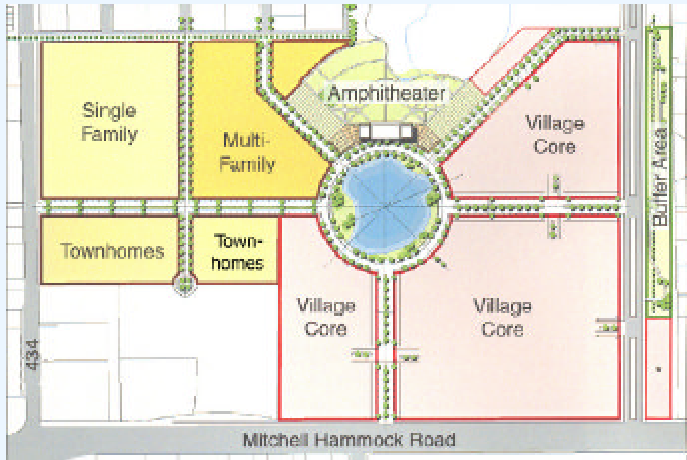 Single
Family
Multi-
Family
Amphitheater
Village
Core
Buffer Area
Townhomes
Town-
homes
Village
Core
Village
Core
434
Mitchell Hammock Road